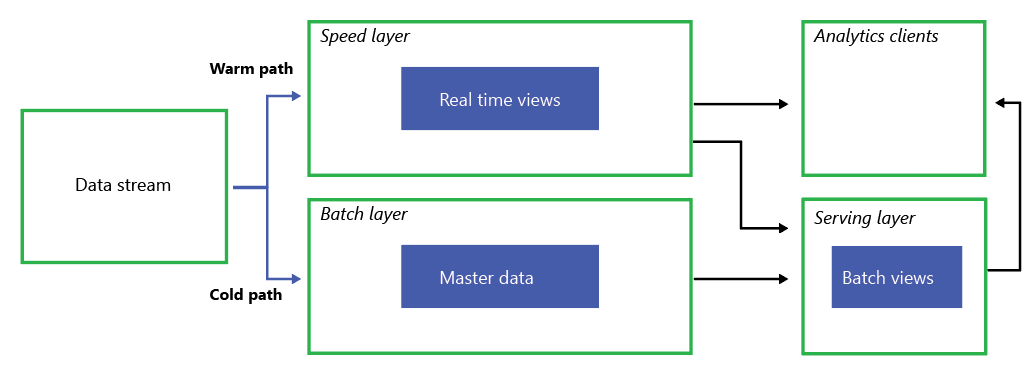 Speed layer
Analytics clients
Warm path
Real time views
Data stream
Batch layer
Serving layer
Master data
Batch views
Cold path